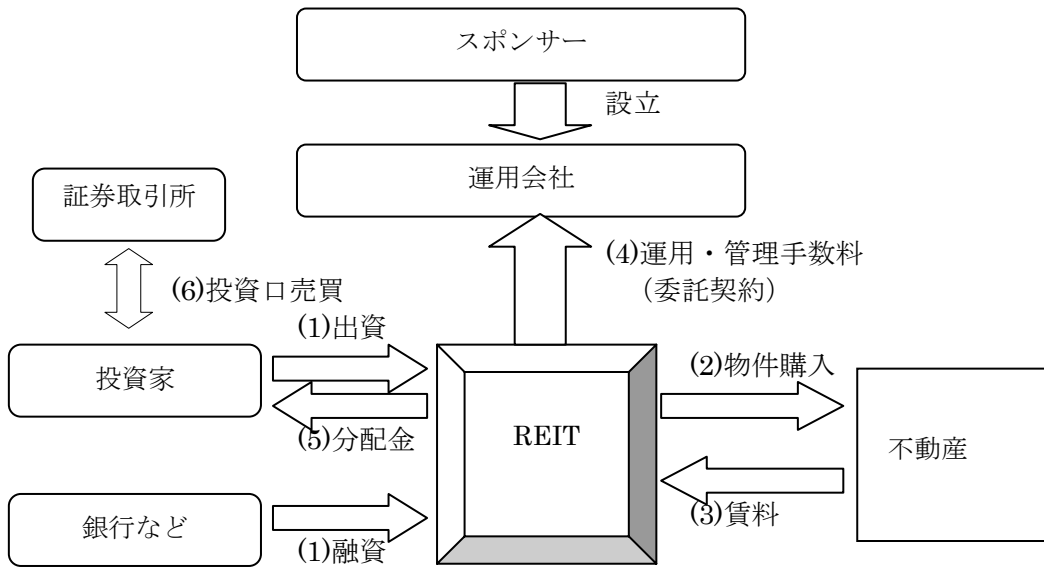 スポンサー
設立
運用会社
証券取引所
(4)運用・管理手数料
（委託契約）
(6)投資口売買
(1)出資
投資家
(2)物件購入
(5)分配金
REIT
不動産
(3)賃料
銀行など
(1)融資